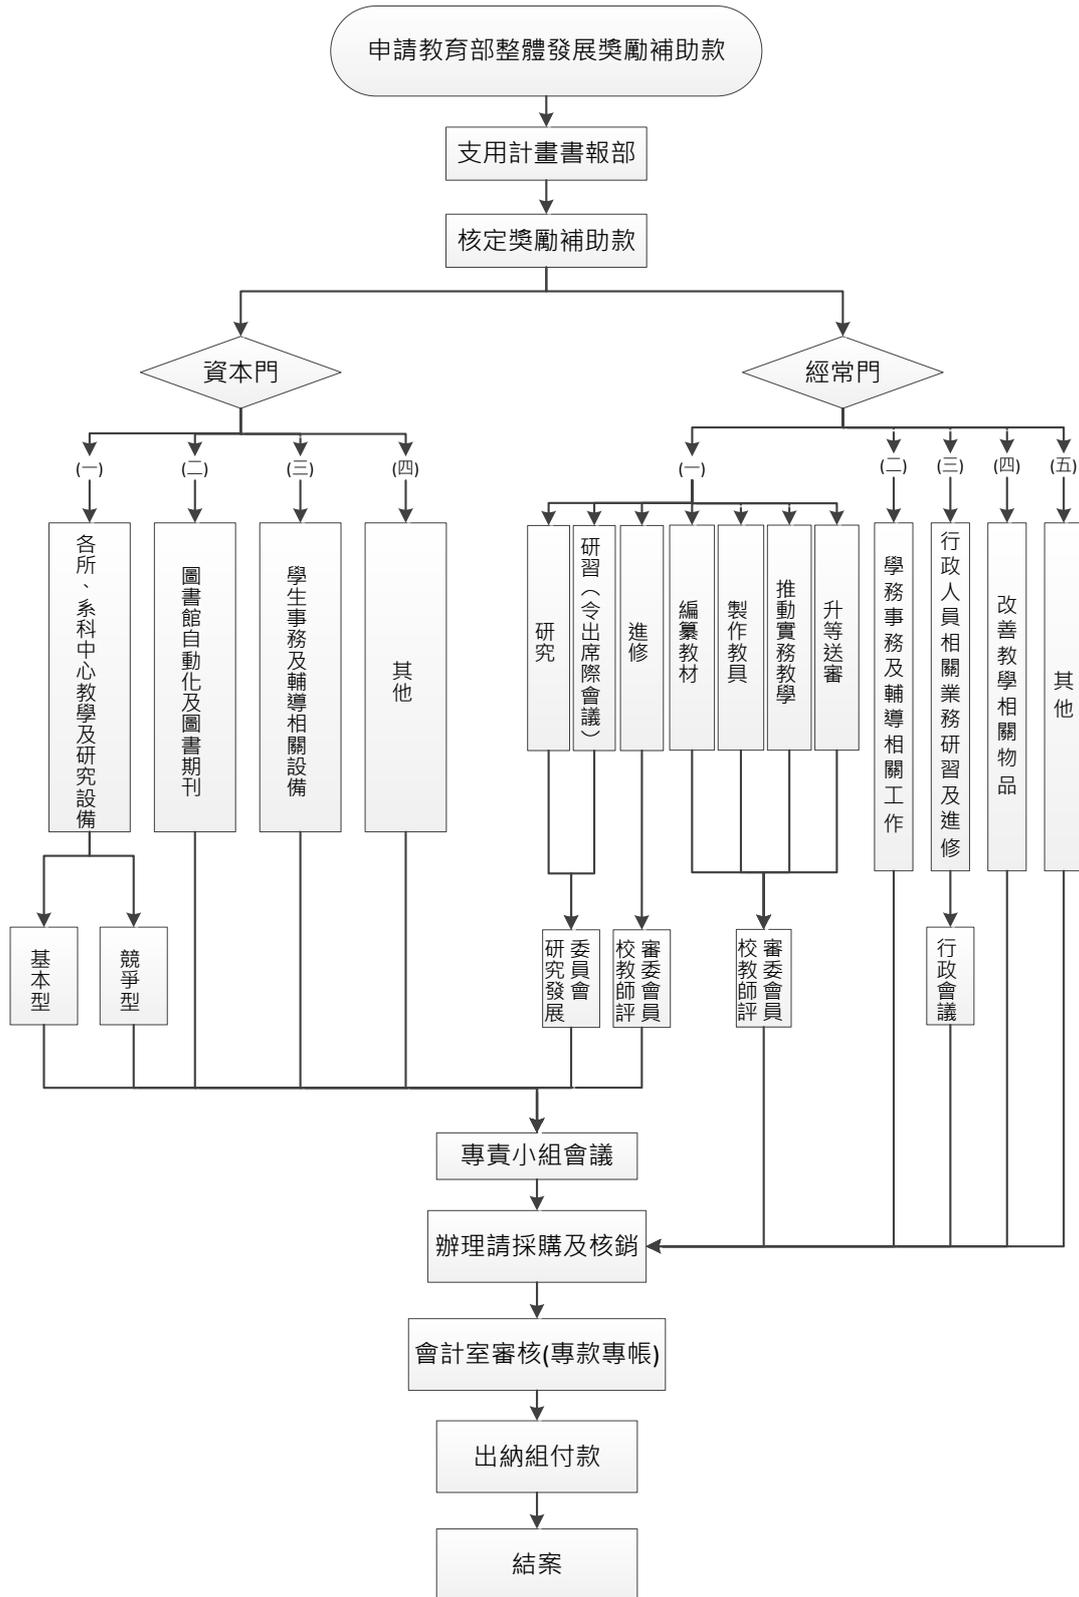 申請教育部整體發展獎勵補助款
支用計畫書報部
核定獎勵補助款
資本門
經常門
(一)
(二)
(三)
(四)
(一)
(二)
(三)
(四)
(五)
各所、系科中心教學及研究設備
圖書館自動化及圖書期刊
學生事務及輔導相關設備
其他
研究
研習（令出席際會議）
進修
編纂教材
製作教具
推動實務教學
升等送審
學務事務及輔導相關工作
行政人員相關業務研習及進修
改善教學相關物品
其他
基本型
競爭型
委員會
研究發展
審委會員
校教師評
審委會員
校教師評
行政會議
專責小組會議
辦理請採購及核銷
會計室審核(專款專帳)
出納組付款
結案